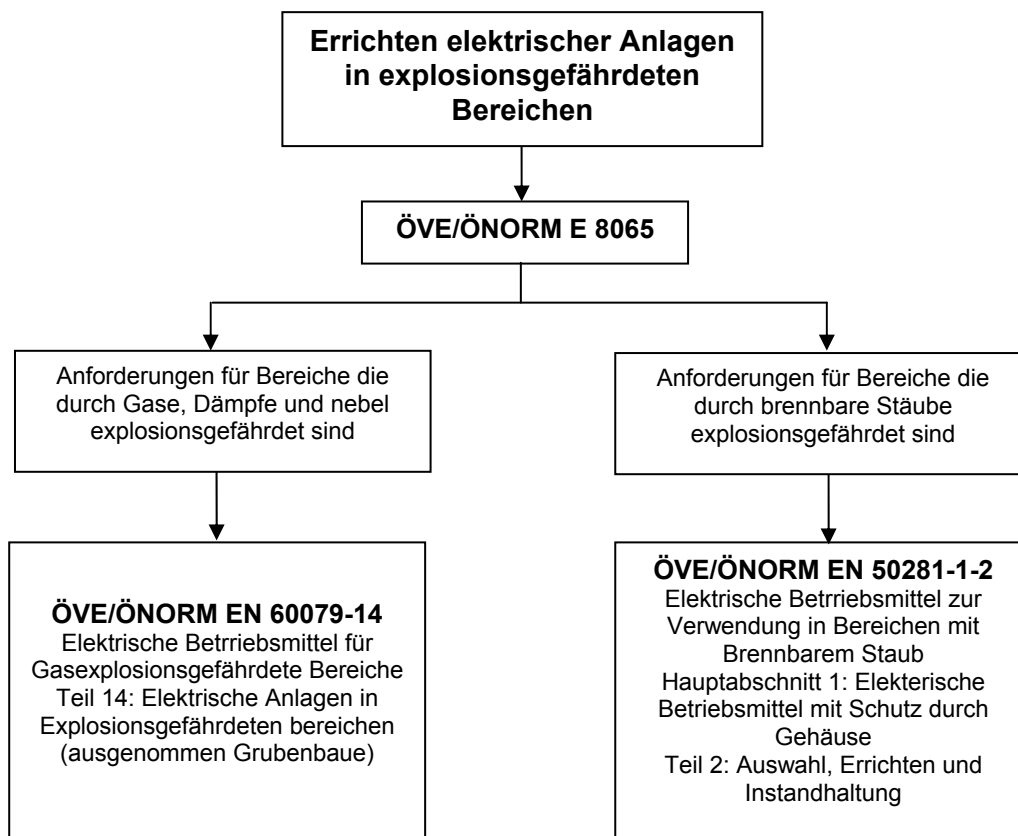 Errichten elektrischer Anlagen
in explosionsgefährdeten
Bereichen
ÖVE/ÖNORM E 8065
Anforderungen für Bereiche die
durch Gase, Dämpfe und nebel
explosionsgefährdet sind
Anforderungen für Bereiche die
durch brennbare Stäube
explosionsgefährdet sind
ÖVE/ÖNORM EN 60079-14
Elektrische Betrriebsmittel für
Gasexplosionsgefährdete Bereiche
Teil 14: Elektrische Anlagen in
Explosionsgefährdeten bereichen
(ausgenommen Grubenbaue)
ÖVE/ÖNORM EN 50281-1-2
Elektrische Betrriebsmittel zur
Verwendung in Bereichen mit
Brennbarem Staub
Hauptabschnitt 1: Elekterische
Betriebsmittel mit Schutz durch
Gehäuse
Teil 2: Auswahl, Errichten und
Instandhaltung